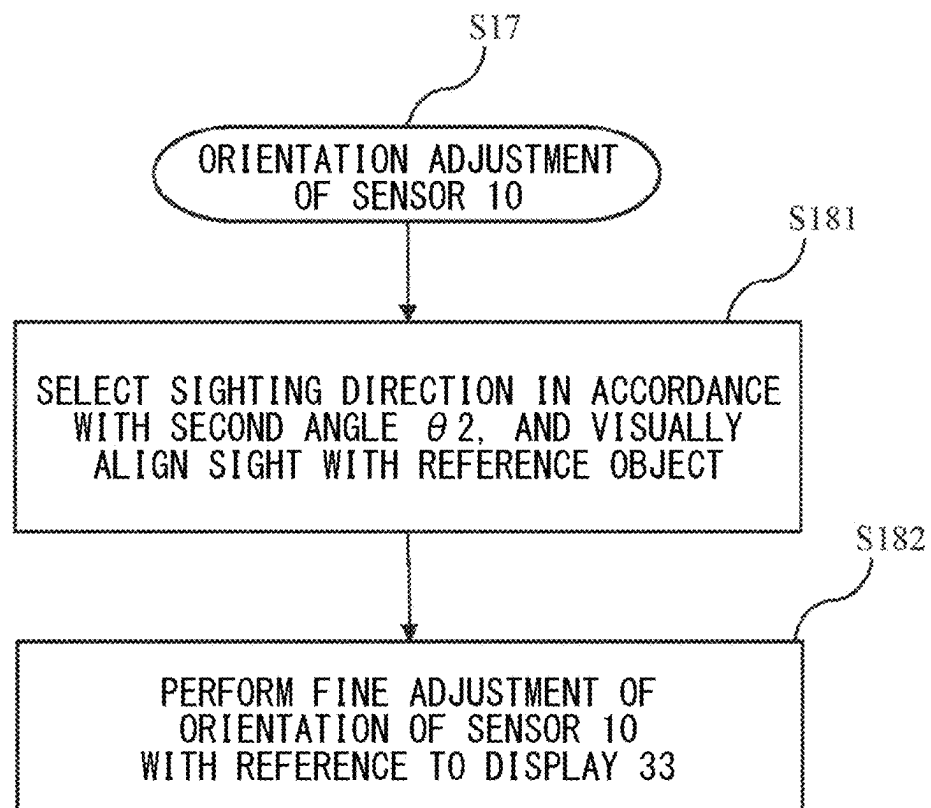 S17
ORIENTATION ADJUSTMENT
OF SENSOR 10
S181
SELECT SIGHTING DIRECTION IN ACCORDANCE
WITH SECOND ANGLE θ2, AND VISUALLY
ALIGN SIGHT WITH REFERENCE OBJECT
S182
PERFORM FINE ADJUSTMENT OF
ORIENTATION OF SENSOR 10
WITH REFERENCE TO DISPLAY 33